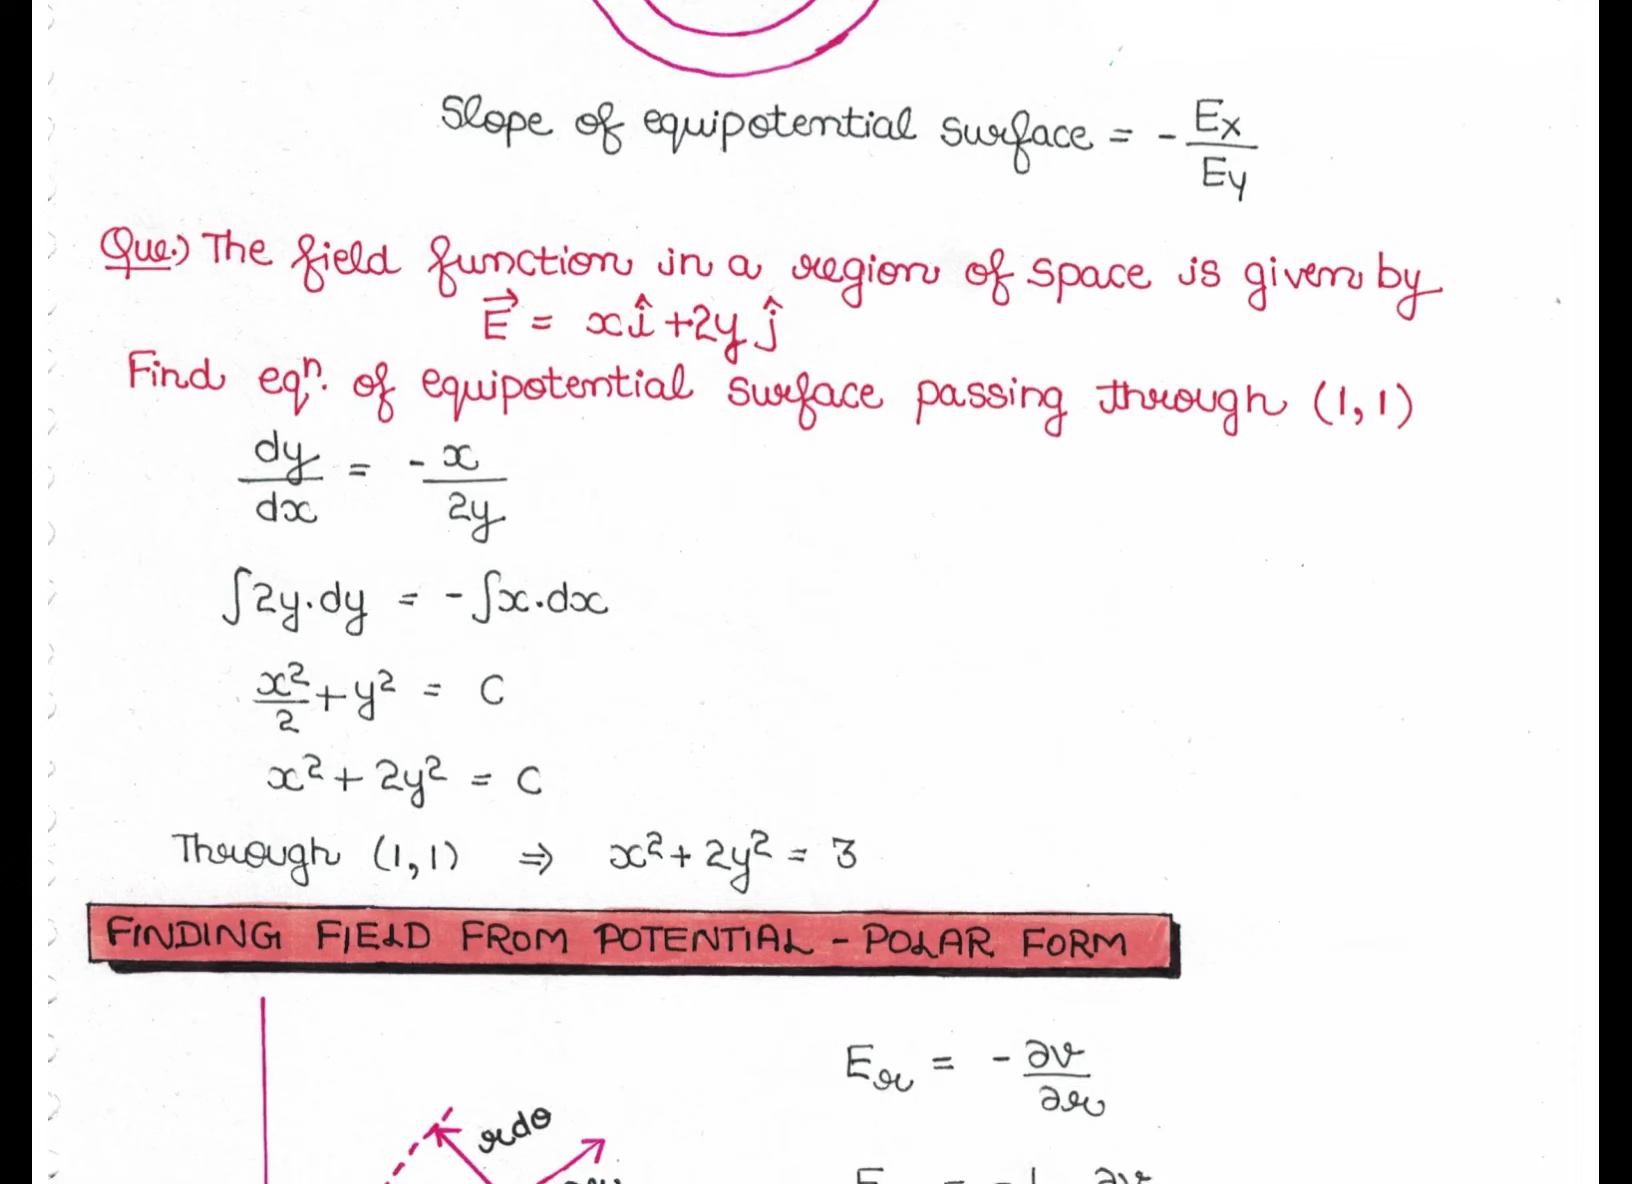 Slope of equipotential surface = - Ex/Ey
Que.) The field function in a region of space is given by
E⃗ = xî + 2yĵ
Find eqⁿ. of equipotential surface passing through (1,1)
dy/dx = -x/2y
∫2y.dy = -∫x.dx
x²/2 + y² = C
x² + 2y² = C
Through (1,1) ⇒ x² + 2y² = 3
FINDING FIELD FROM POTENTIAL - POLAR FORM
Er = - ∂v/∂r
rdθ